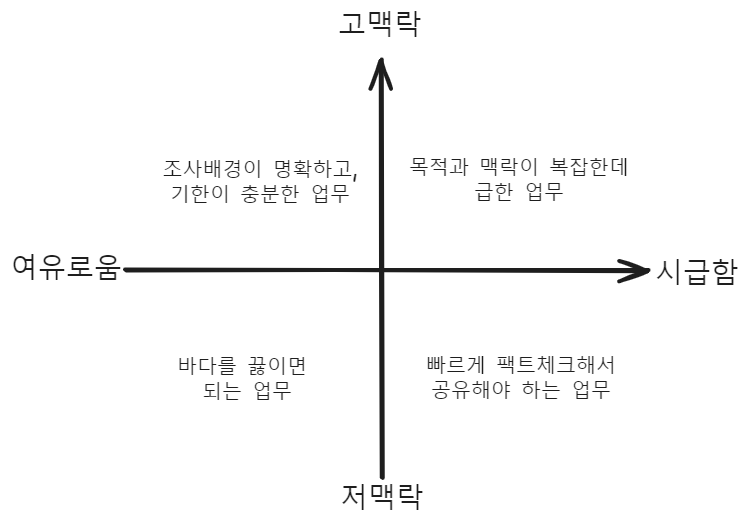 고맥락
조사배경이 명확하고,
기한이 충분한 업무
목적과 맥락이 복잡한데
급한 업무
여유로움
시급함
바다를 끓이면
되는 업무
빠르게 팩트체크해서
공유해야 하는 업무
저맥락